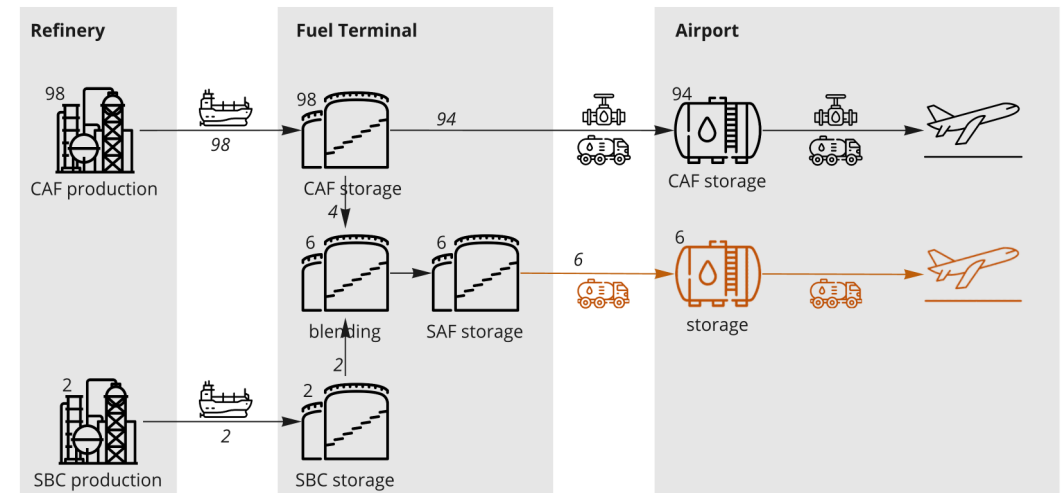 Refinery
Fuel Terminal
Airport
98
98
98
94
94
CAF production
CAF storage
CAF storage
4
6
6
6
6
blending
SAF storage
storage
2
2
2
2
SBC production
SBC storage